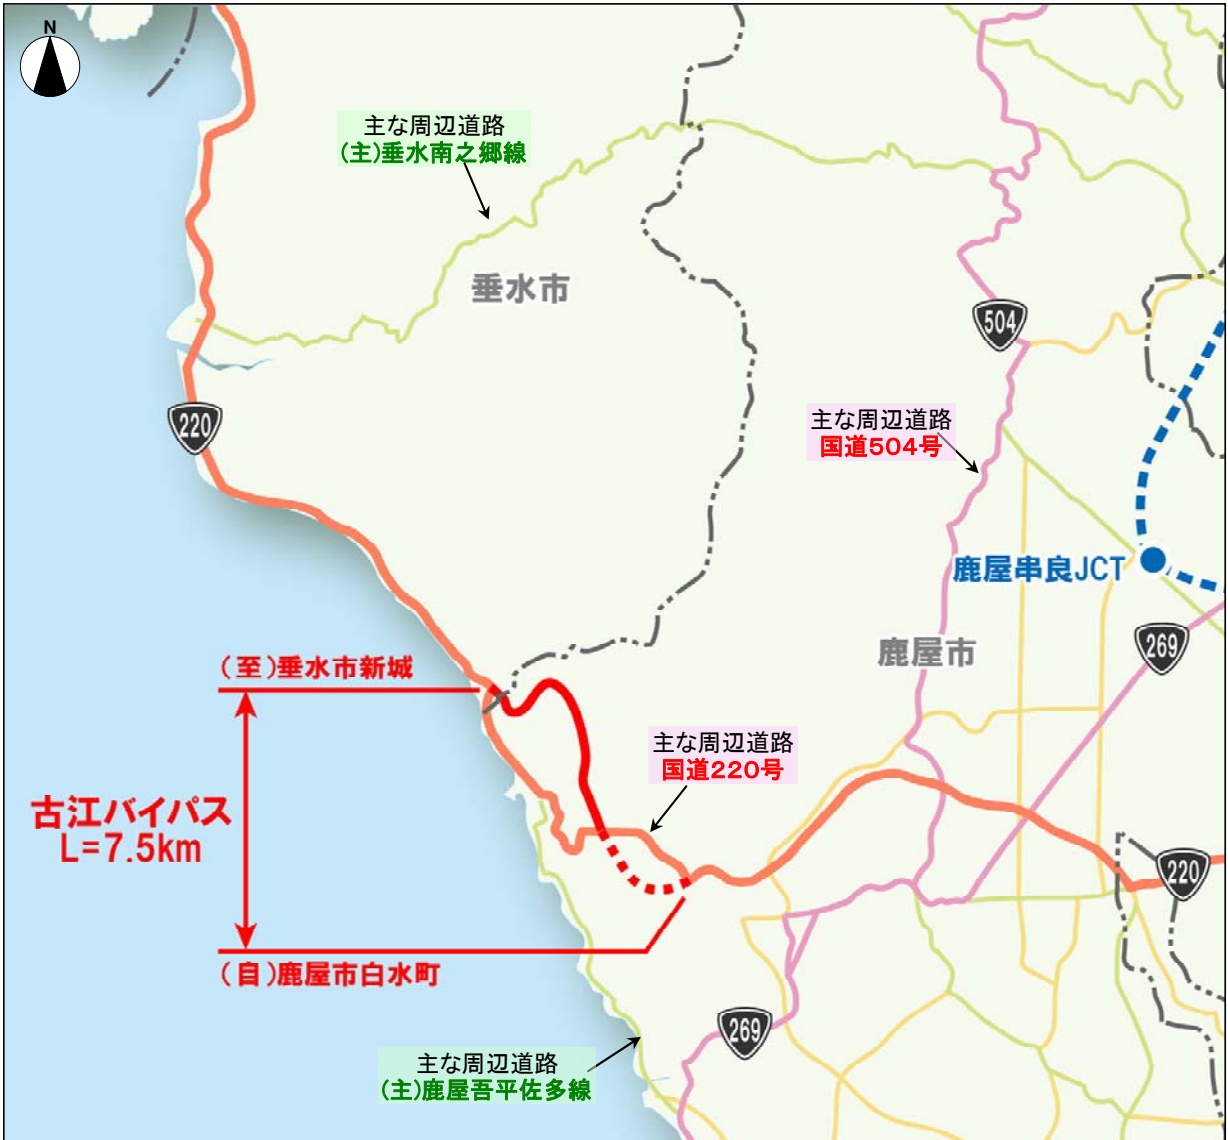 N
主な周辺道路
(主)垂水南之郷線
垂水市
504
220
主な周辺道路
国道504号
鹿屋串良JCT
鹿屋市
269
(至)垂水市新城
主な周辺道路
国道220号
古江バイパス
L=7.5km
220
(自)鹿屋市白水町
269
主な周辺道路
(主)鹿屋吾平佐多線